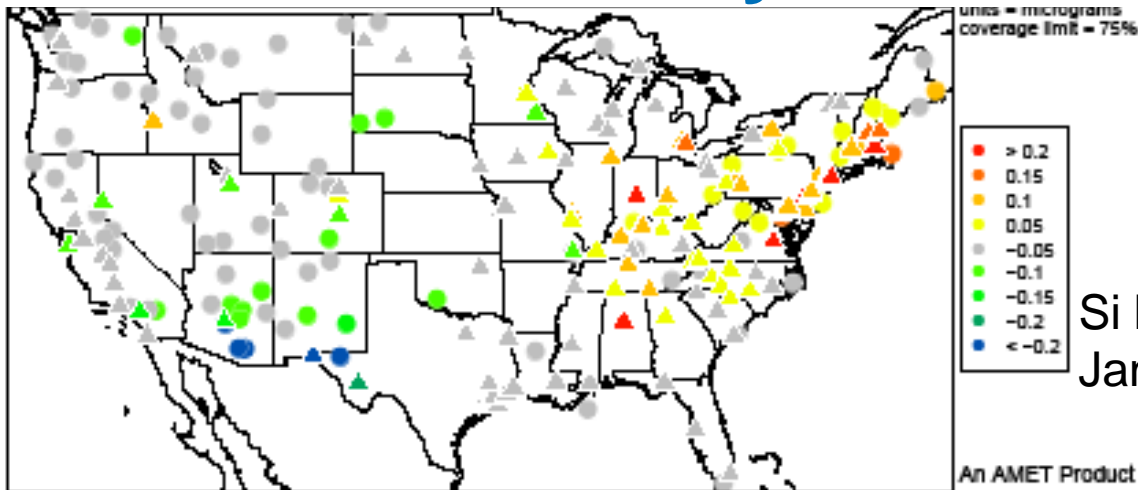 units = micrograms
coverage limit = 75%
> 0.2
0.15
0.1
0.05
−0.05
−0.1
−0.15
−0.2
< −0.2
Si
Jar
An AMET Product